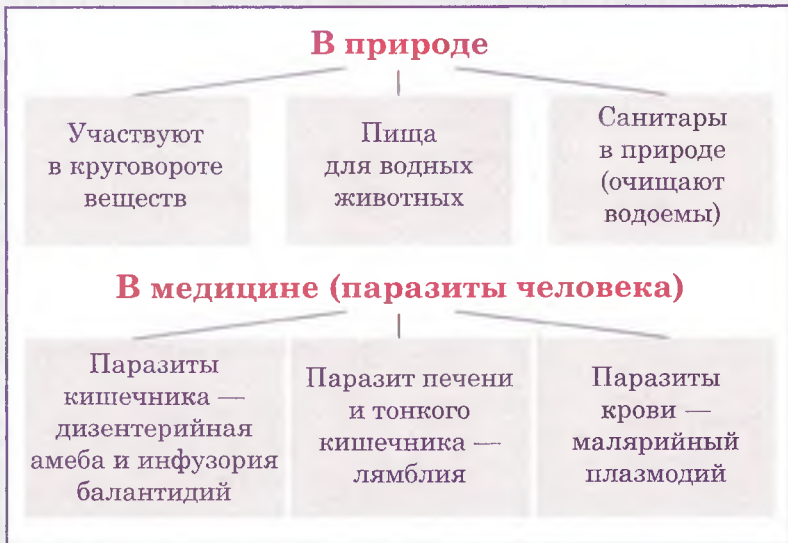 В природе
Участвуют
в круговороте
веществ
Пища
для водных
животных
Санитары
в природе
(очищают
водоемы)
В медицине (паразиты человека)
Паразиты
кишечника —
дизентерийная
амеба и инфузория
балантидий
Паразит печени
и тонкого
кишечника —
лямблия
Паразиты
крови —
малярийный
плазмодий